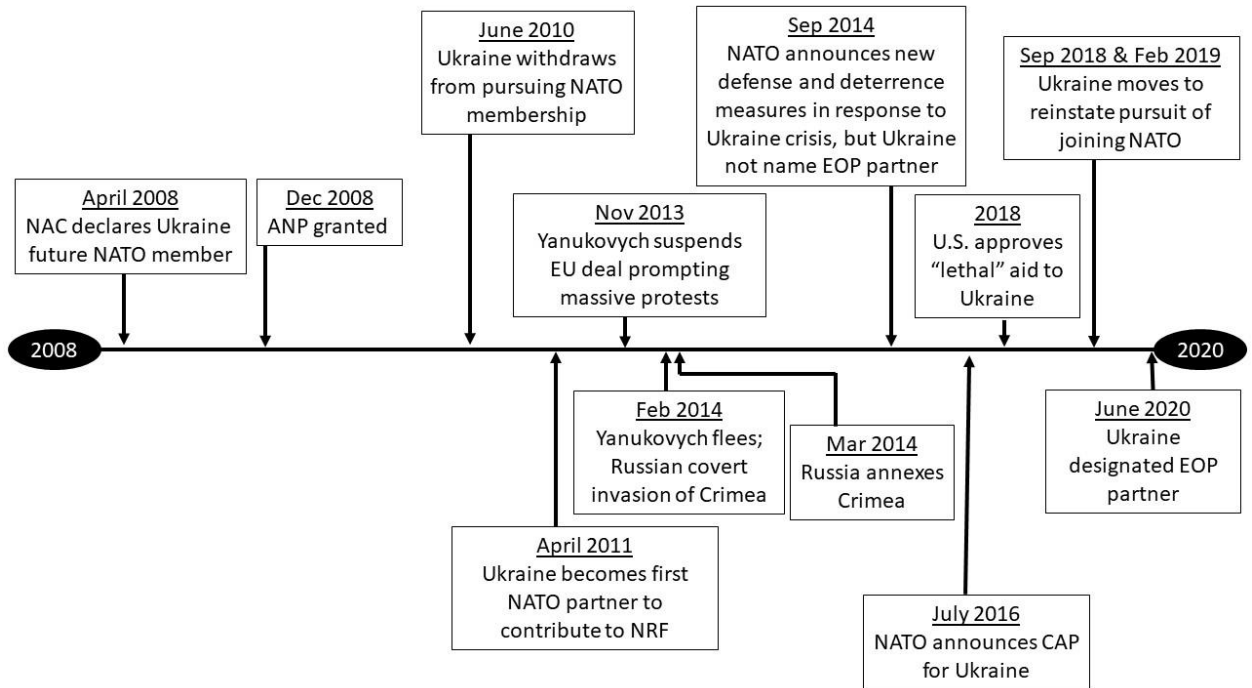 June 2010
Ukraine withdraws
from pursuing NATO
membership
Sep 2014
NATO announces new
defense and deterrence
measures in response to
Ukraine crisis, but Ukraine
not name EOP partner
Sep 2018 & Feb 2019
Ukraine moves to
reinstate pursuit of
joining NATO
April 2008
NAC declares Ukraine
future NATO member
Dec 2008
ANP granted
Nov 2013
Yanukovych suspends
EU deal prompting
massive protests
2018
U.S. approves
“lethal” aid to
Ukraine
2008
2020
Feb 2014
Yanukovych flees;
Russian covert
invasion of Crimea
Mar 2014
Russia annexes
Crimea
June 2020
Ukraine
designated EOP
partner
April 2011
Ukraine becomes first
NATO partner to
contribute to NRF
July 2016
NATO announces CAP
for Ukraine